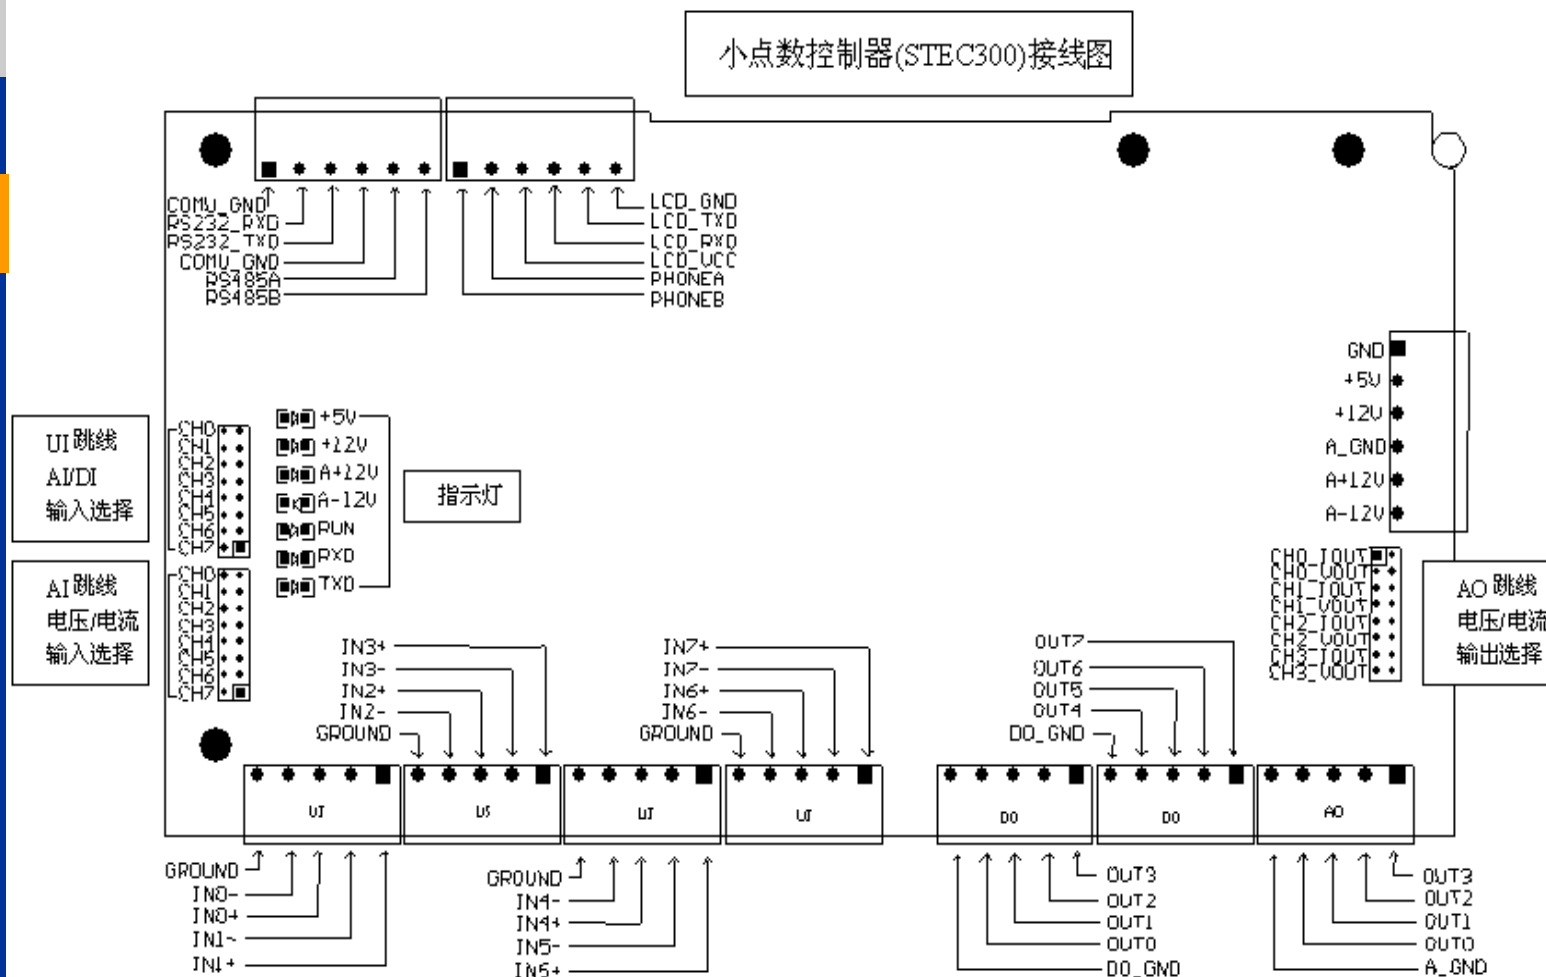 小点数控制器(STEC300)接线图
COMU_GND
RS232_RXD
RS232_TXD
COMU_GND
RS485A
RS485B
LCD_GND
LCD_TXD
LCD_RXD
LCD_VCC
PHONEA
PHONEB
GND
+5V
+12V
A_GND
A+12V
A-12V
UI跳线
AI/DI
输入选择
CH0
CH1
CH2
CH3
CH4
CH5
CH6
CH7
+5V
+12V
A+12V
A-12V
RUN
RXD
TXD
指示灯
AI跳线
电压/电流
输入选择
CH0
CH1
CH2
CH3
CH4
CH5
CH6
CH7
CH0_IOUT
CH0_VOUT
CH1_IOUT
CH1_VOUT
CH2_IOUT
CH2_VOUT
CH3_IOUT
CH3_VOUT
AO跳线
电压/电流
输出选择
IN3+
IN3-
IN2+
IN2-
GROUND
IN7+
IN7-
IN6+
IN6-
GROUND
OUT7
OUT6
OUT5
OUT4
DO_GND
UI
UI
UI
DO
DO
AO
GROUND
IN0-
IN0+
IN1-
IN1+
GROUND
IN4-
IN4+
IN5-
IN5+
OUT3
OUT2
OUT1
OUT0
DO_GND
OUT3
OUT2
OUT1
OUT0
A_GND